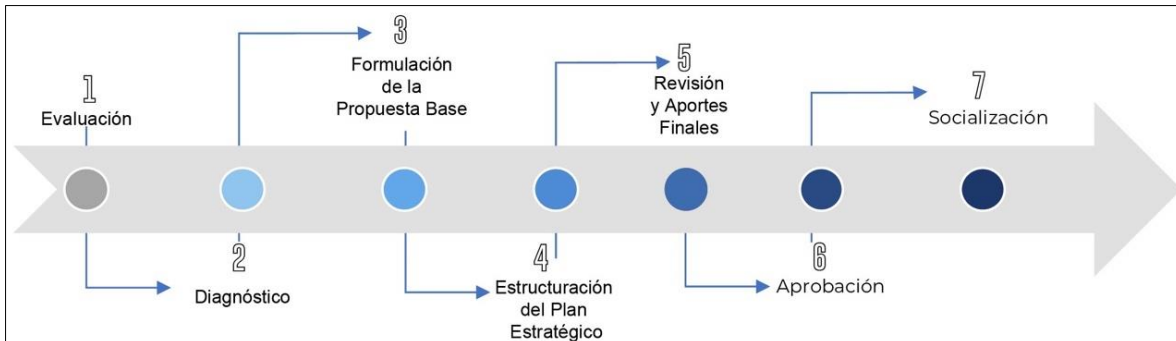 1
Evaluación
2
Diagnóstico
3
Formulación
de la
Propuesta Base
4
Estructuración
del Plan
Estratégico
5
Revisión
y Aportes
Finales
6
Aprobación
7
Socialización